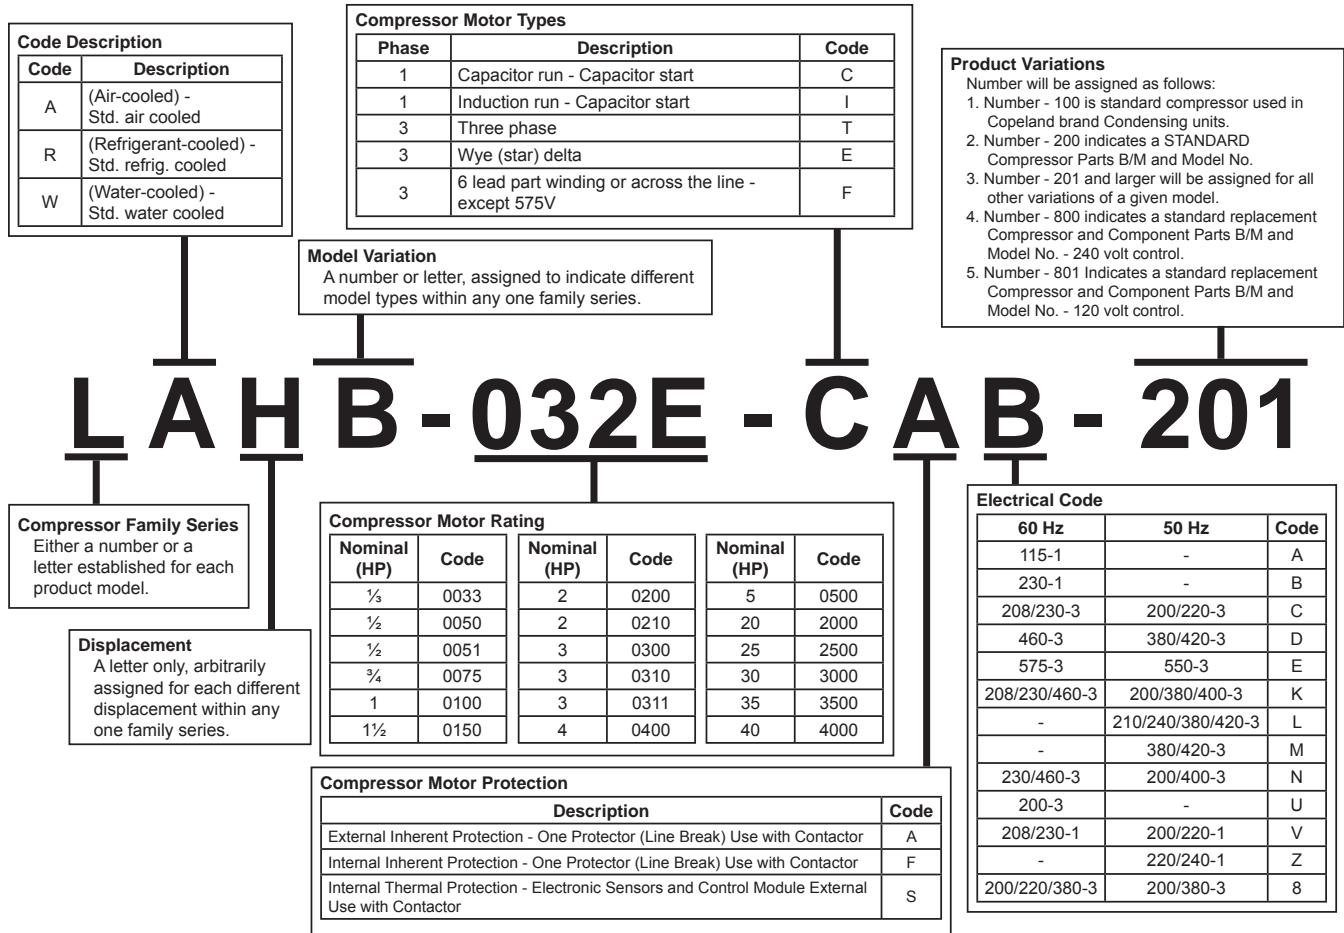 Code Description
Code Description
A (Air-cooled) -
Std. air cooled
R (Refrigerant-cooled) -
Std. refrig. cooled
W (Water-cooled) -
Std. water cooled
Compressor Motor Types
Phase Description Code
1 Capacitor run - Capacitor start C
1 Induction run - Capacitor start I
3 Three phase T
3 Wye (star) delta E
3 6 lead part winding or across the line - F
except 575V
Model Variation
A number or letter, assigned to indicate different
model types within any one family series.
Product Variations
Number will be assigned as follows:
1. Number - 100 is standard compressor used in
Copeland brand Condensing units.
2. Number - 200 indicates a STANDARD
Compressor Parts B/M and Model No.
3. Number - 201 and larger will be assigned for all
other variations of a given model.
4. Number - 800 indicates a standard replacement
Compressor and Component Parts B/M and
Model No. - 240 volt control.
5. Number - 801 Indicates a standard replacement
Compressor and Component Parts B/M and
Model No. - 120 volt control.
LAHB-032E-CAB-201
Compressor Family Series
Either a number or a
letter established for each
product model.
Displacement
A letter only, arbitrarily
assigned for each different
displacement within any
one family series.
Compressor Motor Rating
Nominal (HP) Code Nominal (HP) Code Nominal (HP) Code
⅓ 0033 2 0200 5 0500
½ 0050 2 0210 20 2000
½ 0051 3 0300 25 2500
¾ 0075 3 0310 30 3000
1 0100 3 0311 35 3500
1½ 0150 4 0400 40 4000
Compressor Motor Protection
Description Code
External Inherent Protection - One Protector (Line Break) Use with Contactor A
Internal Inherent Protection - One Protector (Line Break) Use with Contactor F
Internal Thermal Protection - Electronic Sensors and Control Module External S
Use with Contactor
Electrical Code
60 Hz 50 Hz Code
115-1 - A
230-1 - B
208/230-3 200/220-3 C
460-3 380/420-3 D
575-3 550-3 E
208/230/460-3 200/380/400-3 K
- 210/240/380/420-3 L
- 380/420-3 M
230/460-3 200/400-3 N
200-3 - U
208/230-1 200/220-1 V
- 220/240-1 Z
200/220/380-3 200/380-3 8